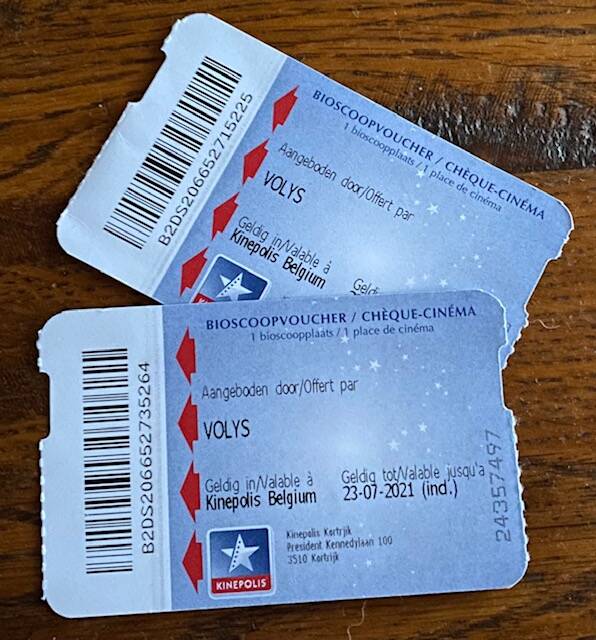 BIOSCOOPVOUCHER / CHÈQUE-CINÉMA
1 bioscoopplaats / 1 place de cinéma
Aangeboden door/Offert par
VOLYS
Geldig in/Valable à
Kinepolis Belgium
Geldi
B2DS206652715225
BIOSCOOPVOUCHER / CHÈQUE-CINÉMA
1 bioscoopplaats / 1 place de cinéma
Aangeboden door/Offert par
VOLYS
Geldig in/Valable à
Kinepolis Belgium
Geldig tot/Valable jusqu'a
23-07-2021 (ind.)
KINEPOLIS
Kinepolis Kortrijk
President Kennedylaan 100
3510 Kortrijk
B2DS206652735264
24357497